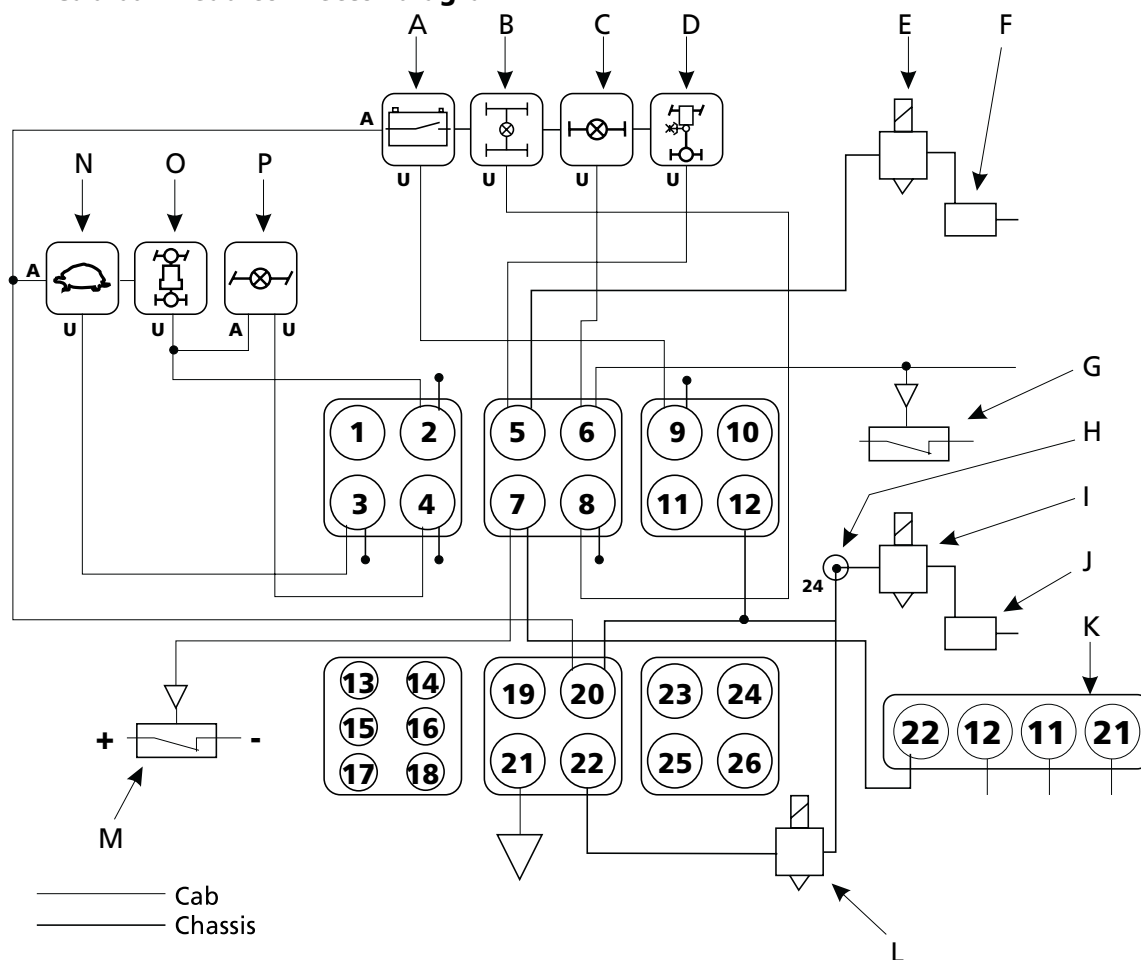 A B C D E F
A
N O P
U U U U
A
U U A U
G
H
1 2 5 6 9 10
I
3 4 7 8 11 12
24
J
K
13 14 19 20 23 24
15 16
22 12 11 21
+ -
17 18 21 22 25 26
M
Cab
Chassis
L